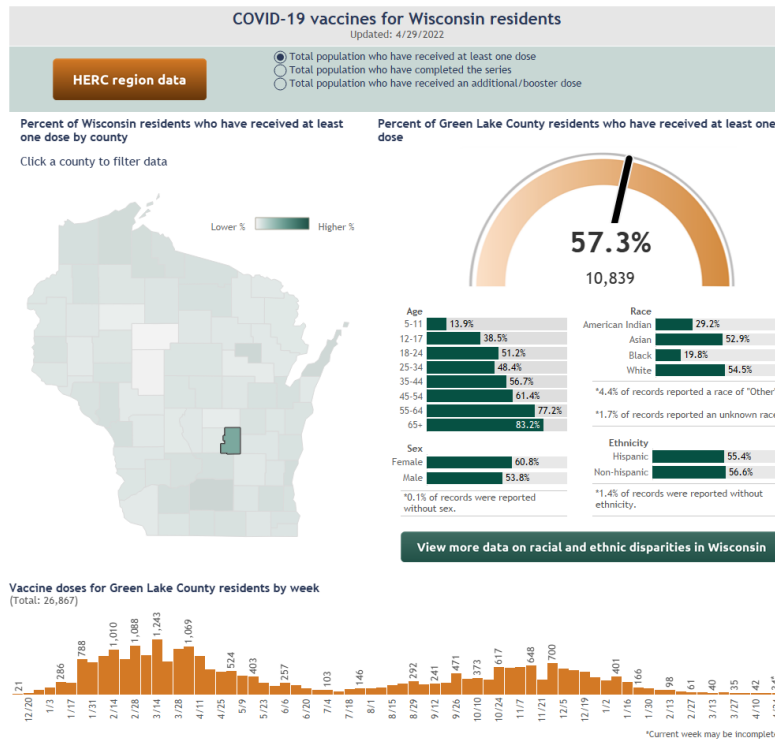 COVID-19 vaccines for Wisconsin residents
Updated: 4/29/2022
HERC region data
Total population who have received at least one dose
Total population who have completed the series
Total population who have received an additional/booster dose
Percent of Wisconsin residents who have received at least
one dose by county
Click a county to filter data
Lower %
Higher %
Percent of Green Lake County residents who have received at least one
dose
57.3%
10,839
Age
5-11 13.9%
12-17 38.5%
18-24 51.2%
25-34 48.4%
35-44 56.7%
45-54 61.4%
55-64 77.2%
65+ 83.2%
Sex
Female 60.8%
Male 53.8%
*0.1% of records were reported
without sex.
Race
American Indian 29.2%
Asian 52.9%
Black 19.8%
White 54.5%
*4.4% of records reported a race of "Other"
*1.7% of records reported an unknown race
Ethnicity
Hispanic 55.4%
Non-hispanic 56.6%
*1.4% of records were reported without
ethnicity.
View more data on racial and ethnic disparities in Wisconsin
Vaccine doses for Green Lake County residents by week
(Total: 26,867)
21 286 788 1,010 1,088 1,243 1,069 524 403 257 103 146 292 241 471 373 617 648 700 401 166 98 61 40 35 42
12/20 1/3 1/17 1/31 2/14 2/28 3/14 3/28 4/11 4/25 5/9 5/23 6/6 6/20 7/4 7/18 8/1 8/15 8/29 9/12 9/26 10/10 10/24 11/7 11/21 12/5 12/19 1/2 1/16 1/30 2/13 2/27 3/13 3/27 4/10
*Current week may be incomplete